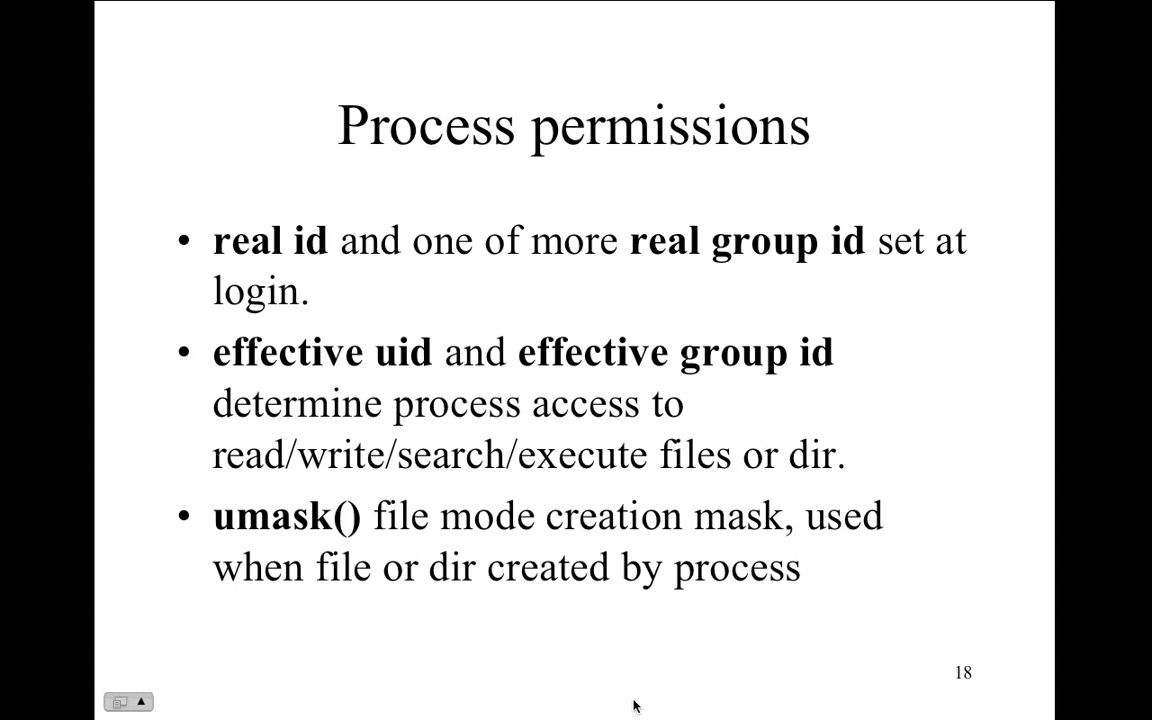 Process permissions
• real id and one of more real group id set at
login.
• effective uid and effective group id
determine process access to
read/write/search/execute files or dir.
• umask() file mode creation mask, used
when file or dir created by process
18